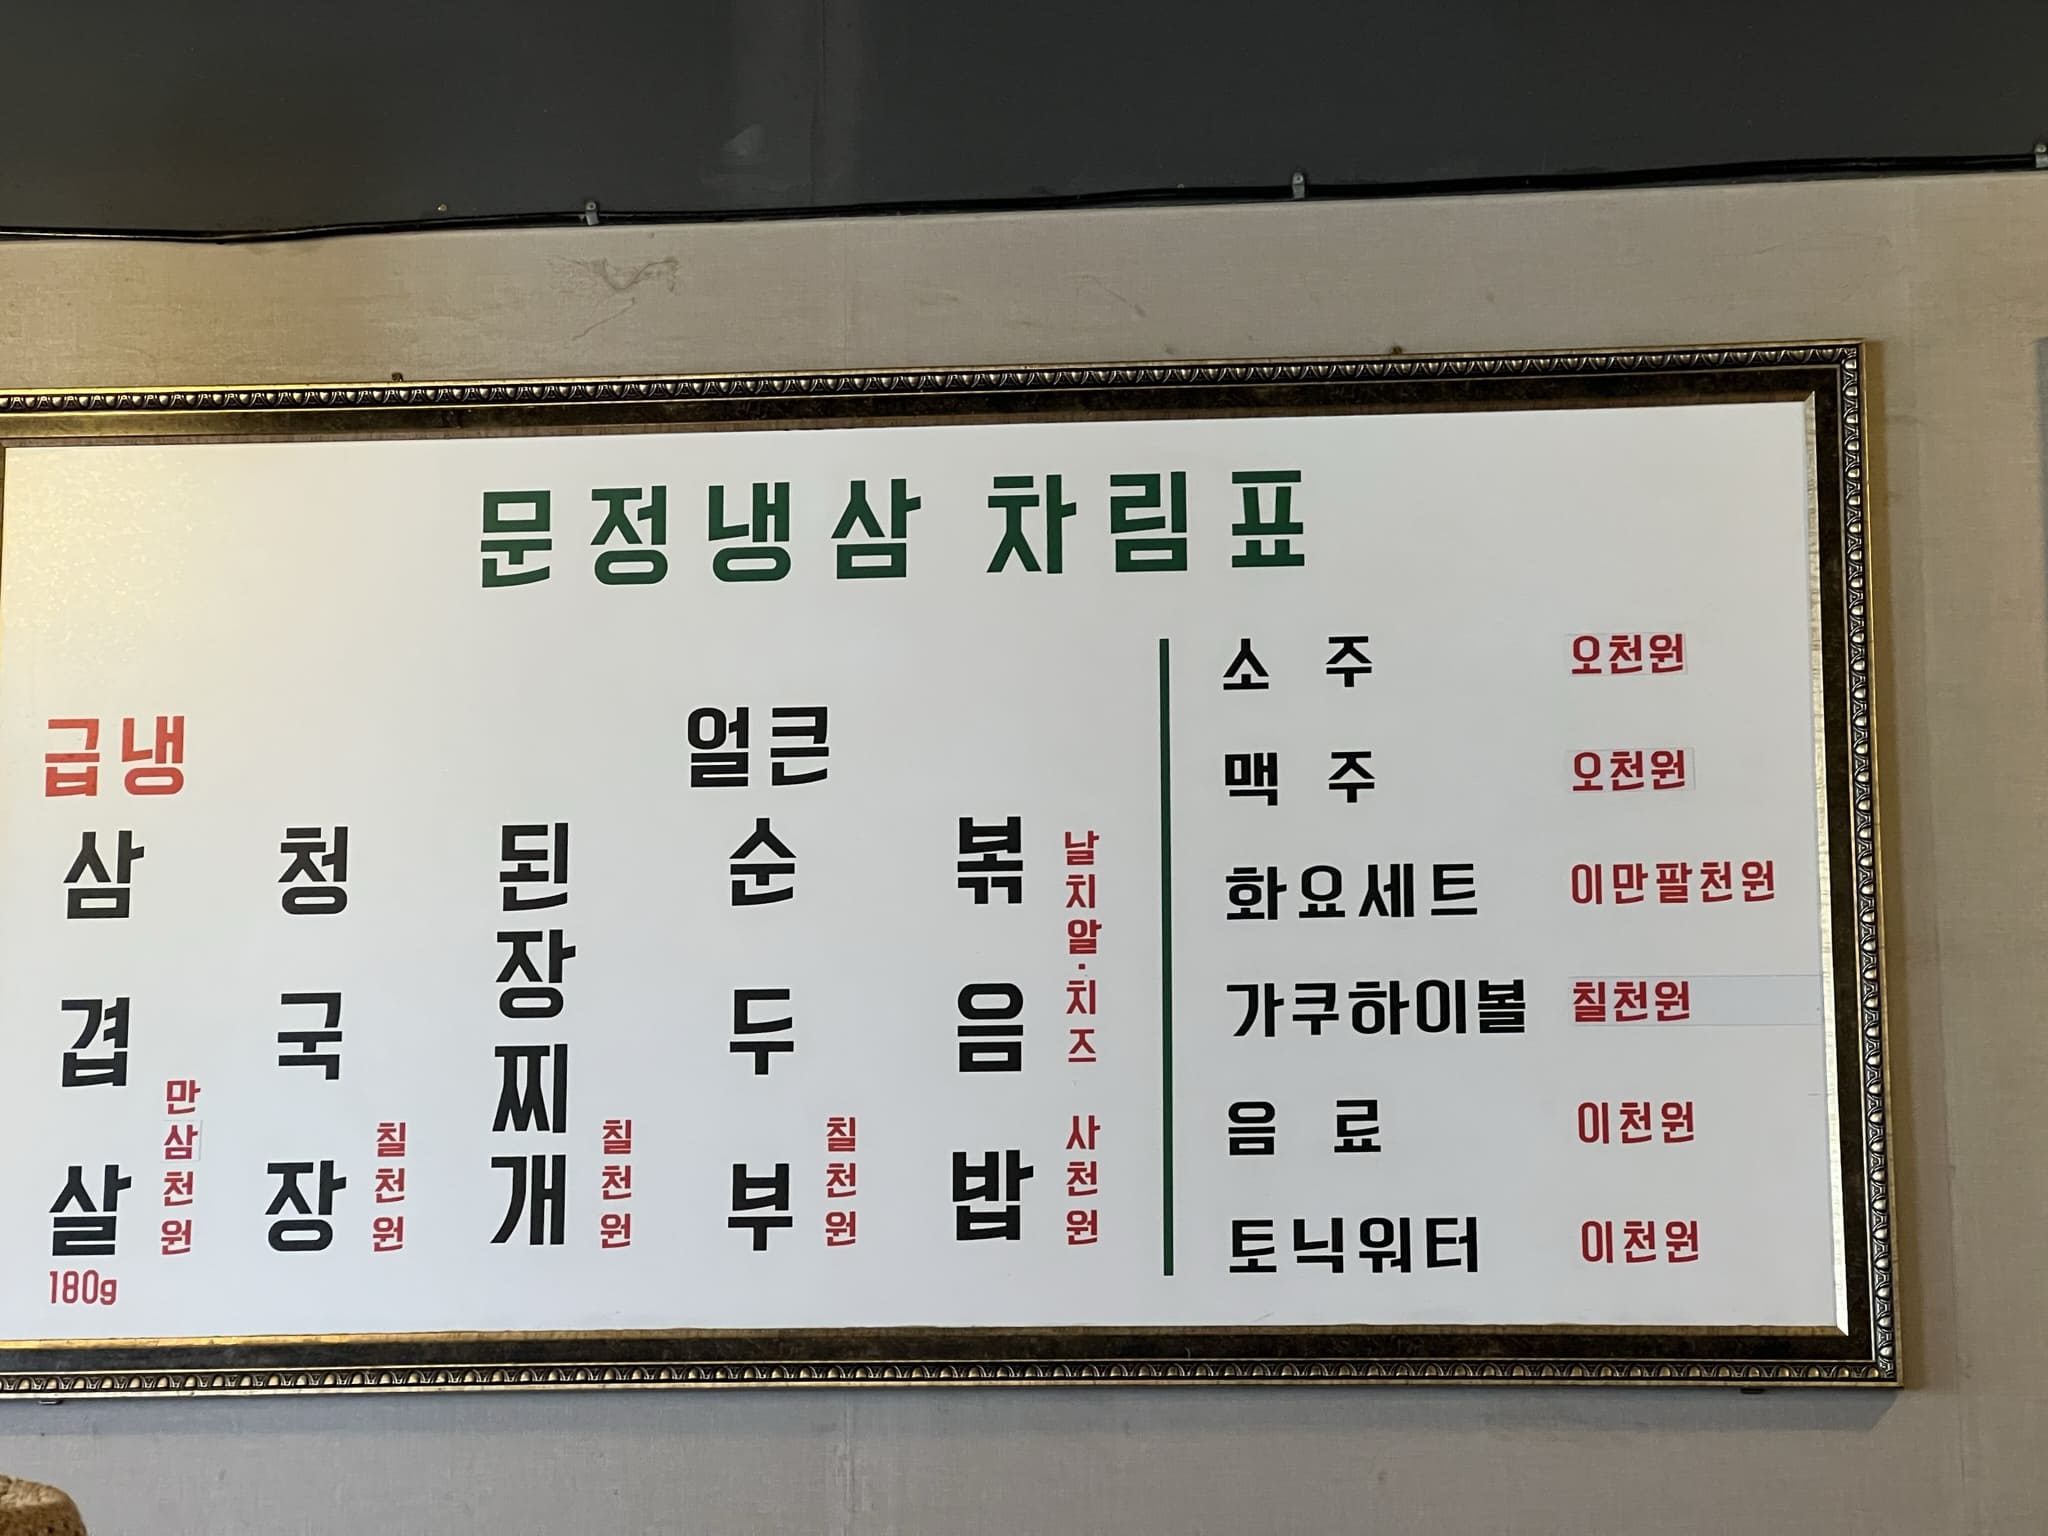 문정냉삼 차림표
급냉
삼겹살
180g
만삼천원
청국장
칠천원
된장찌개
칠천원
얼큰
순두부
칠천원
볶음밥
날치알·치즈
사천원
소주 오천원
맥주 오천원
화요세트 이만팔천원
가쿠하이볼 칠천원
음료 이천원
토닉워터 이천원